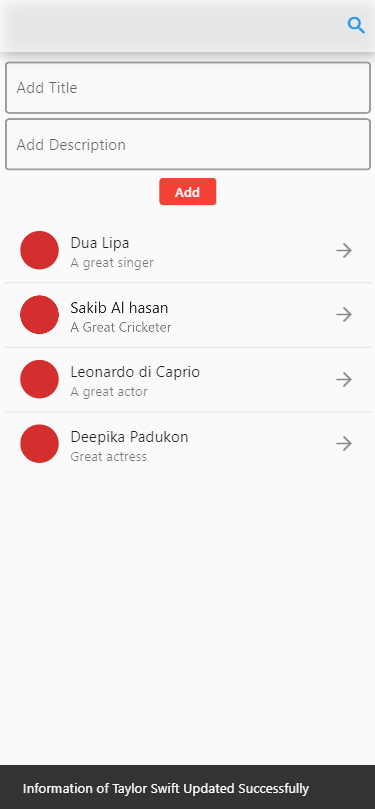 Add Title
Add Description
Add
Dua Lipa
A great singer
Sakib Al hasan
A Great Cricketer
Leonardo di Caprio
A great actor
Deepika Padukon
Great actress
Information of Taylor Swift Updated Successfully